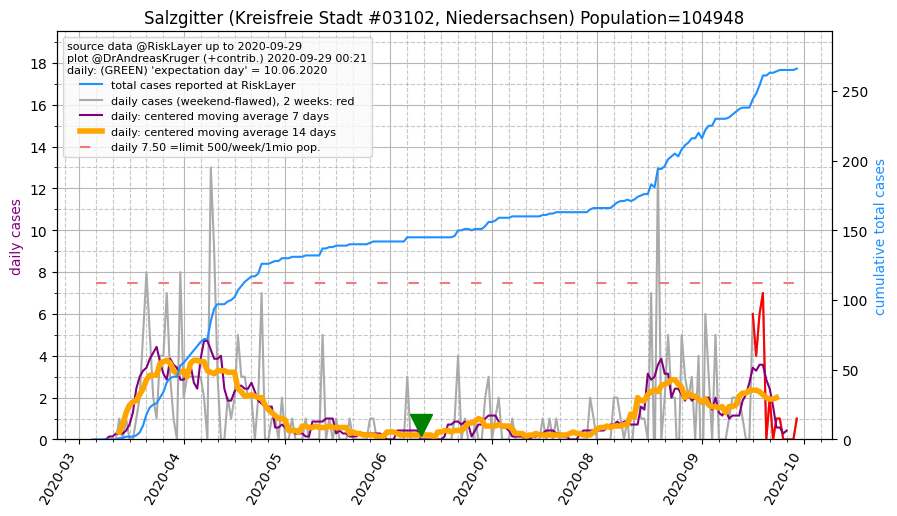 Salzgitter (Kreisfreie Stadt #03102, Niedersachsen) Population=104948
source data @RiskLayer up to 2020-09-29
plot @DrAndreasKruger (+contrib.) 2020-09-29 00:21
daily: (GREEN) 'expectation day' = 10.06.2020
total cases reported at RiskLayer
daily cases (weekend-flawed), 2 weeks: red
daily: centered moving average 7 days
daily: centered moving average 14 days
daily 7.50 =limit 500/week/1mio pop.
daily cases
18
16
14
12
10
8
6
4
2
0
250
200
150
100
50
0
cumulative total cases
2020-03
2020-04
2020-05
2020-06
2020-07
2020-08
2020-09
2020-10